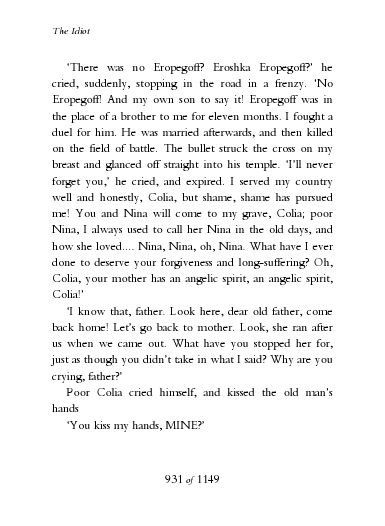 The Idiot
‘There was no Eropegoff? Eroshka Eropegoff?’ he
cried, suddenly, stopping in the road in a frenzy. ‘No
Eropegoff! And my own son to say it! Eropegoff was in
the place of a brother to me for eleven months. I fought a
duel for him. He was married afterwards, and then killed
on the field of battle. The bullet struck the cross on my
breast and glanced off straight into his temple. ‘I’ll never
forget you,’ he cried, and expired. I served my country
well and honestly, Colia, but shame, shame has pursued
me! You and Nina will come to my grave, Colia; poor
Nina, I always used to call her Nina in the old days, and
how she loved.... Nina, Nina, oh, Nina. What have I ever
done to deserve your forgiveness and long-suffering? Oh,
Colia, your mother has an angelic spirit, an angelic spirit,
Colia!’
‘I know that, father. Look here, dear old father, come
back home! Let’s go back to mother. Look, she ran after
us when we came out. What have you stopped her for,
just as though you didn’t take in what I said? Why are you
crying, father?’
Poor Colia cried himself, and kissed the old man’s
hands
‘You kiss my hands, MINE?’
931 of 1149